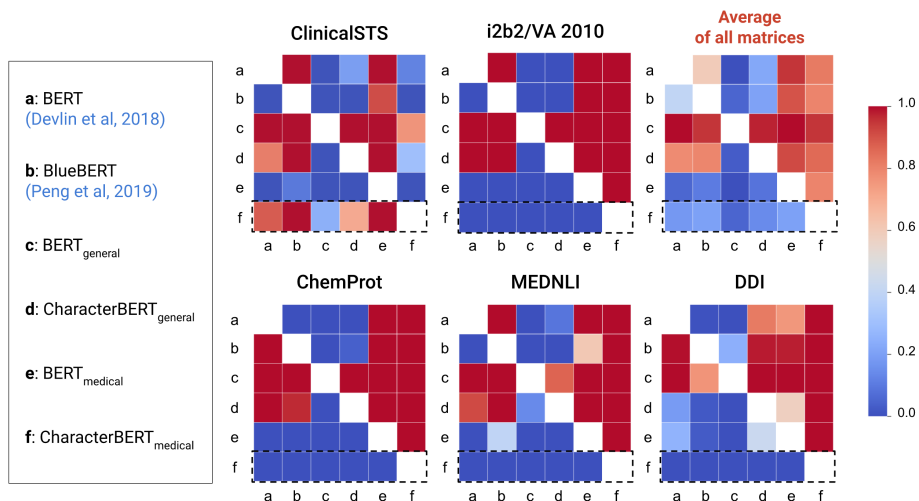 ClinicalSTS
i2b2/VA 2010
Average
of all matrices
a: BERT
(Devlin et al, 2018)
b: BlueBERT
(Peng et al, 2019)
c: BERTgeneral
d: CharacterBERTgeneral
e: BERTmedical
f: CharacterBERTmedical
a
b
c
d
e
f
a b c d e f
a b c d e f
a b c d e f
1.0
0.8
0.6
0.4
0.2
0.0
ChemProt
MEDNLI
DDI
a
b
c
d
e
f
a
b
c
d
e
f
a
b
c
d
e
f
a b c d e f
a b c d e f
a b c d e f